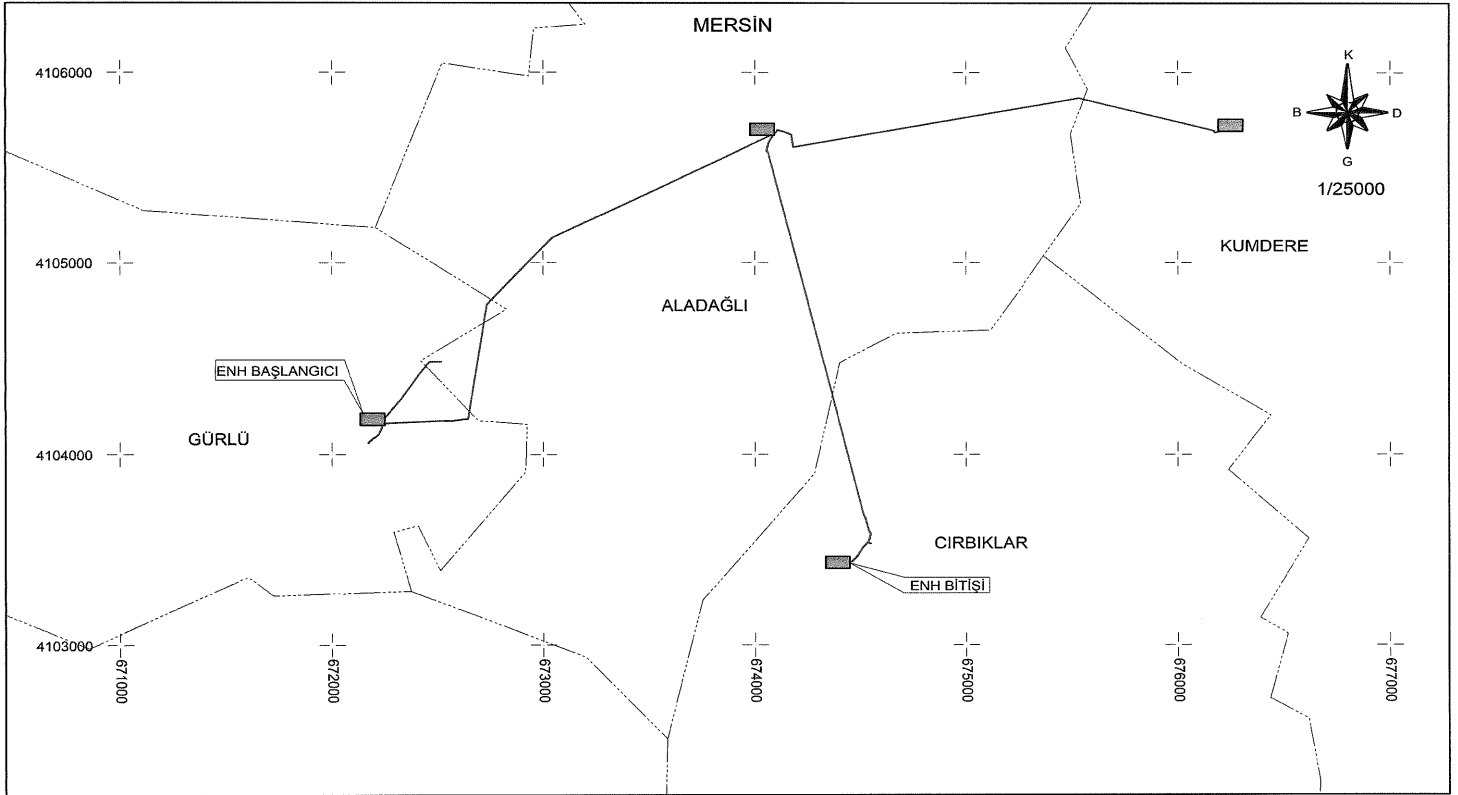 MERSİN
4106000
K
B
D
G
1/25000
4105000
KUMDERE
ALADAĞLI
ENH BAŞLANGICI
GÜRLÜ
4104000
CIRBIKLAR
ENH BİTİŞİ
4103000
671000
672000
673000
674000
675000
676000
677000